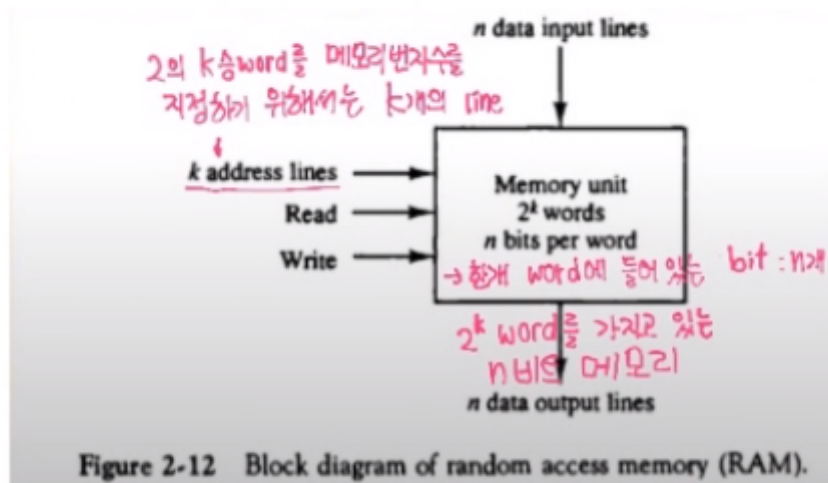 n data input lines
2의 k승word를 메모리번지수를
지정하기 위해서는 k개의 line
k address lines
Read
Write
Memory unit
2ᵏ words
n bits per word
→ 한개 word에 들어 있는 bit : n개
2ᵏ word를 가지고 있는
n비트 메모리
n data output lines
Figure 2-12 Block diagram of random access memory (RAM).